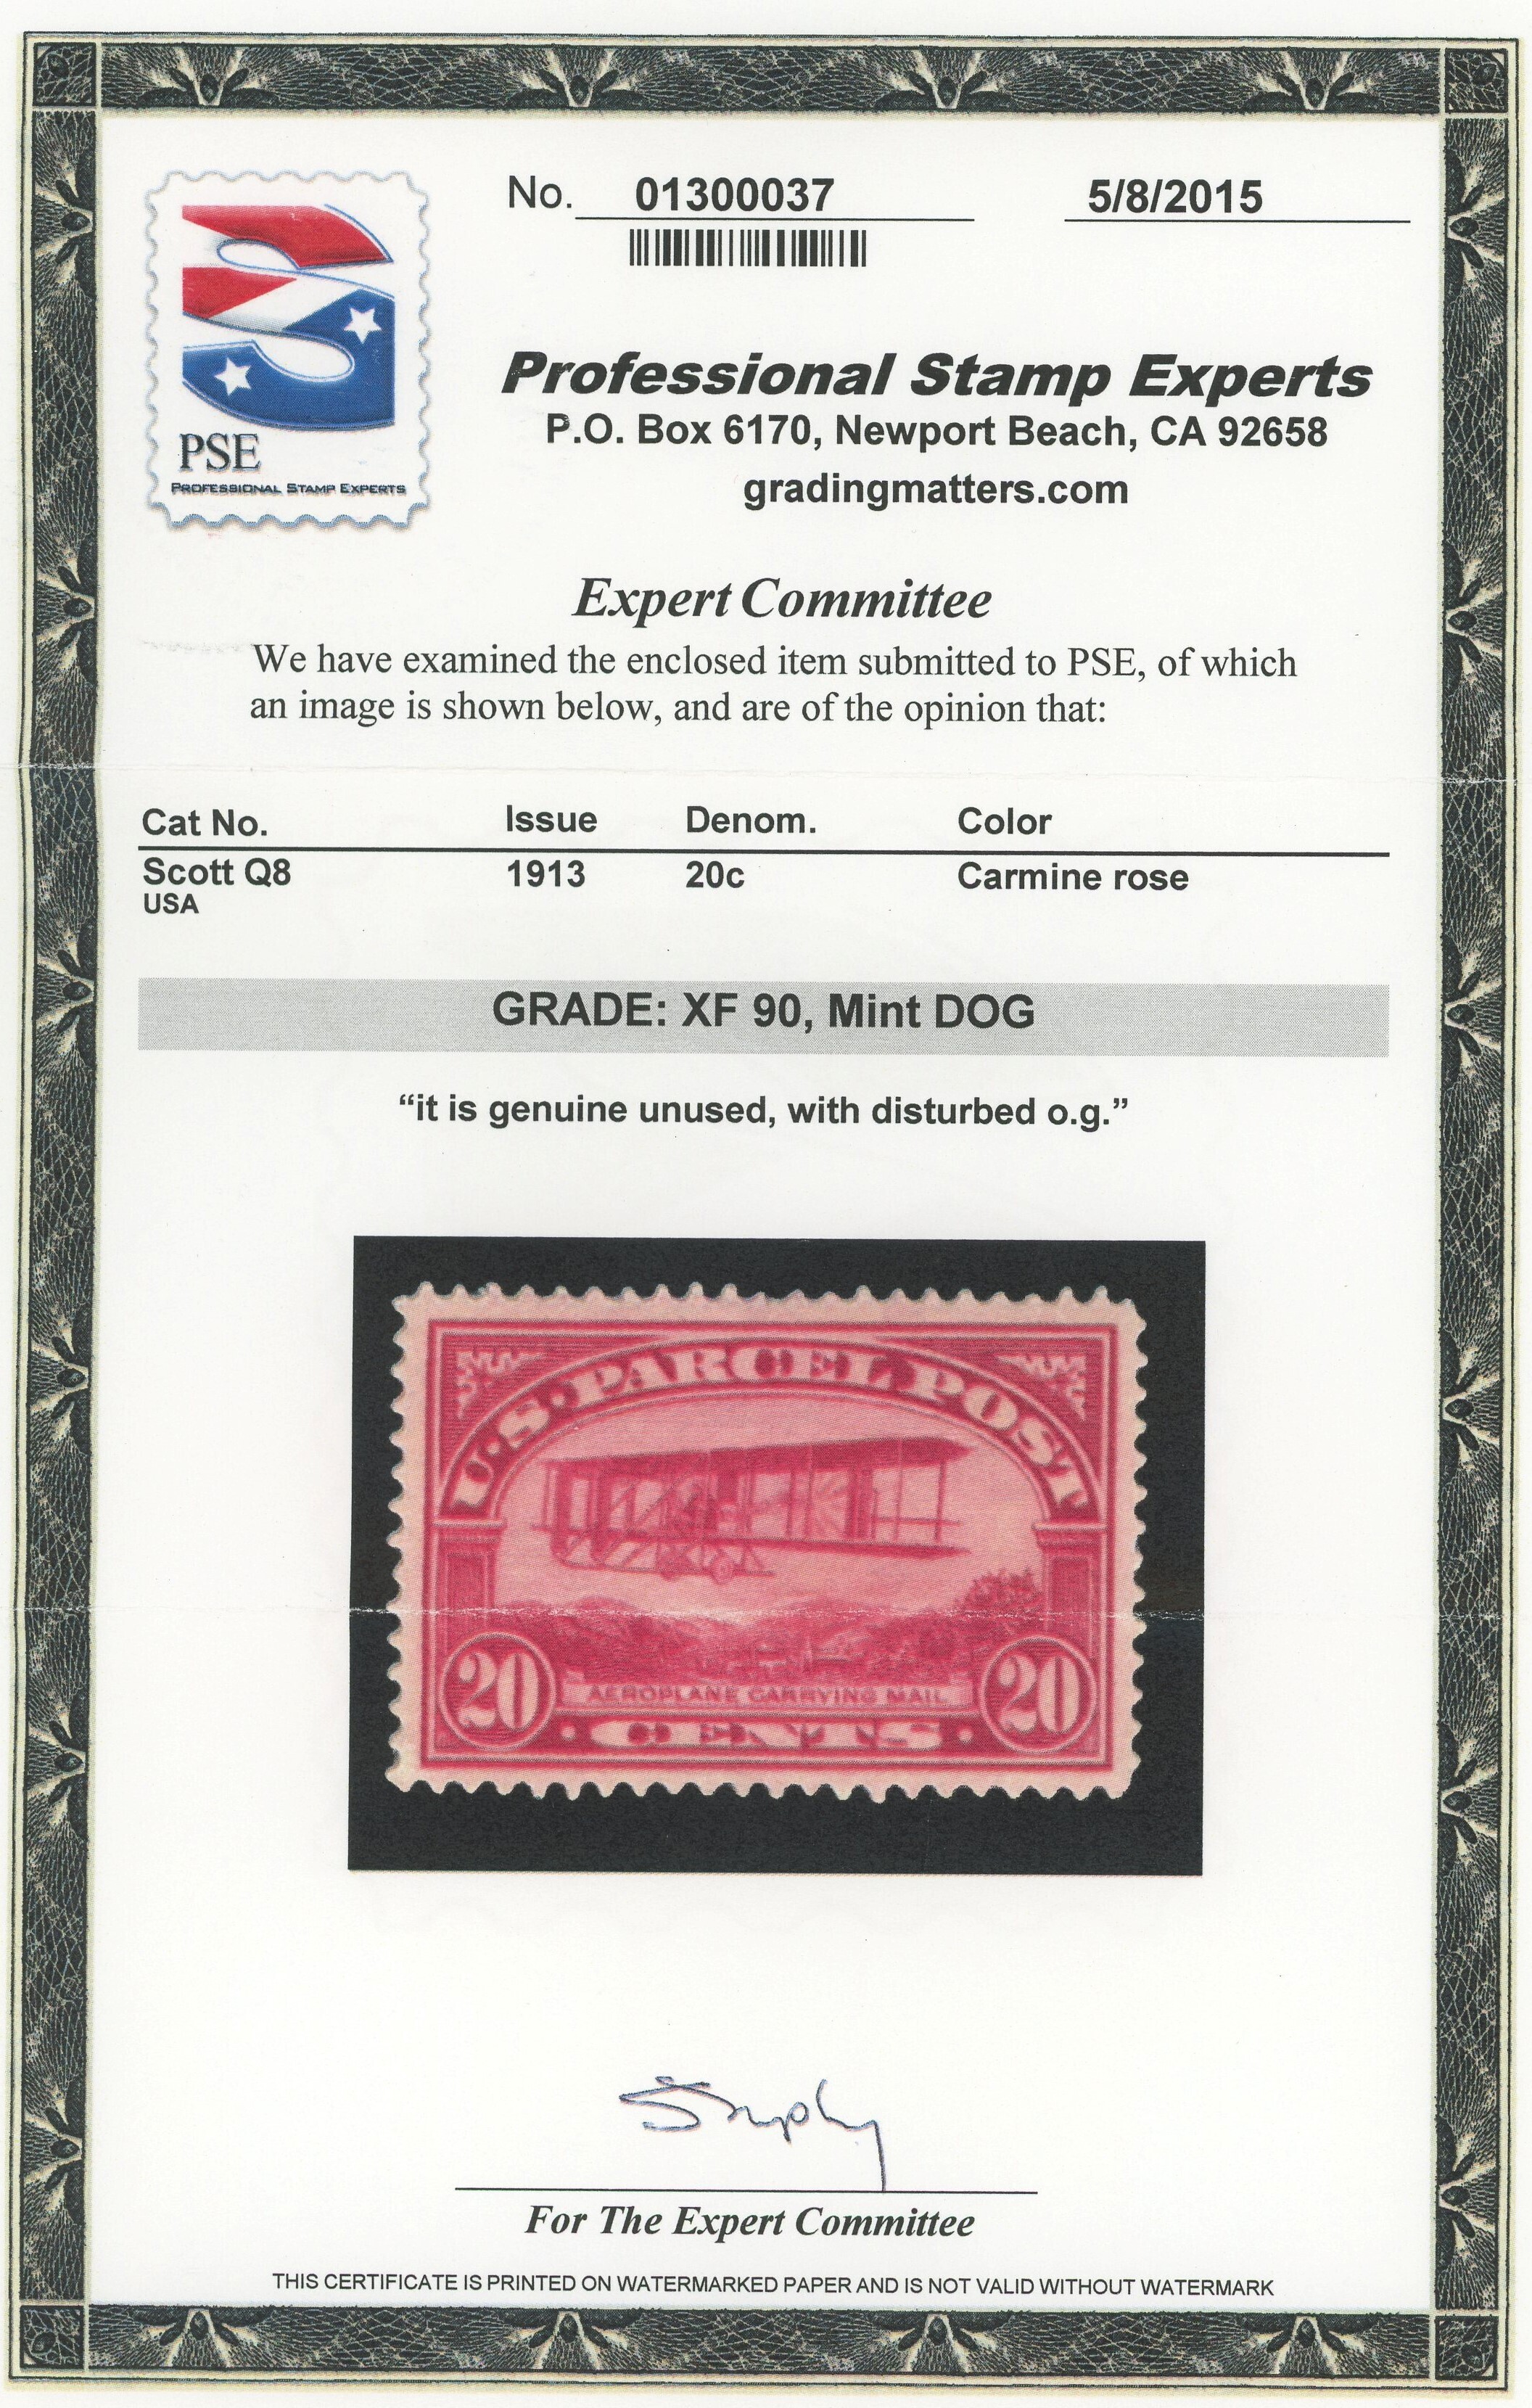 No. 01300037 5/8/2015
PSE
PROFESSIONAL STAMP EXPERTS
Professional Stamp Experts
P.O. Box 6170, Newport Beach, CA 92658
gradingmatters.com
Expert Committee
We have examined the enclosed item submitted to PSE, of which
an image is shown below, and are of the opinion that:
Cat No. Issue Denom. Color
Scott Q8 1913 20c Carmine rose
USA
GRADE: XF 90, Mint DOG
“it is genuine unused, with disturbed o.g.”
U·S·PARCEL POST
20 AEROPLANE CARRYING MAIL 20
·CENTS·
For The Expert Committee
THIS CERTIFICATE IS PRINTED ON WATERMARKED PAPER AND IS NOT VALID WITHOUT WATERMARK